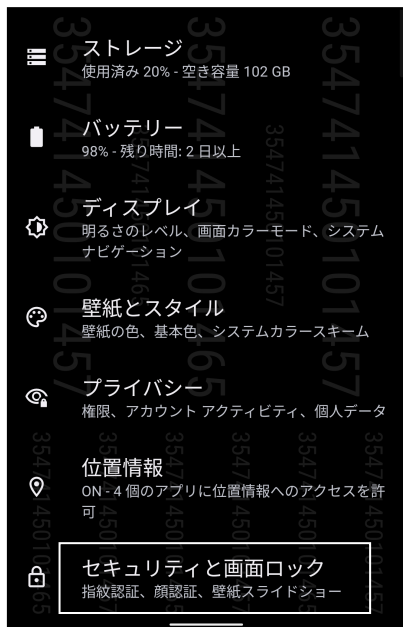 ストレージ
使用済み 20% - 空き容量 102 GB
バッテリー
98% - 残り時間: 2 日以上
ディスプレイ
明るさのレベル、画面カラーモード、システム
ナビゲーション
壁紙とスタイル
壁紙の色、基本色、システムカラースキーム
プライバシー
権限、アカウント アクティビティ、個人データ
位置情報
ON - 4 個のアプリに位置情報へのアクセスを許
可
セキュリティと画面ロック
指紋認証、顔認証、壁紙スライドショー